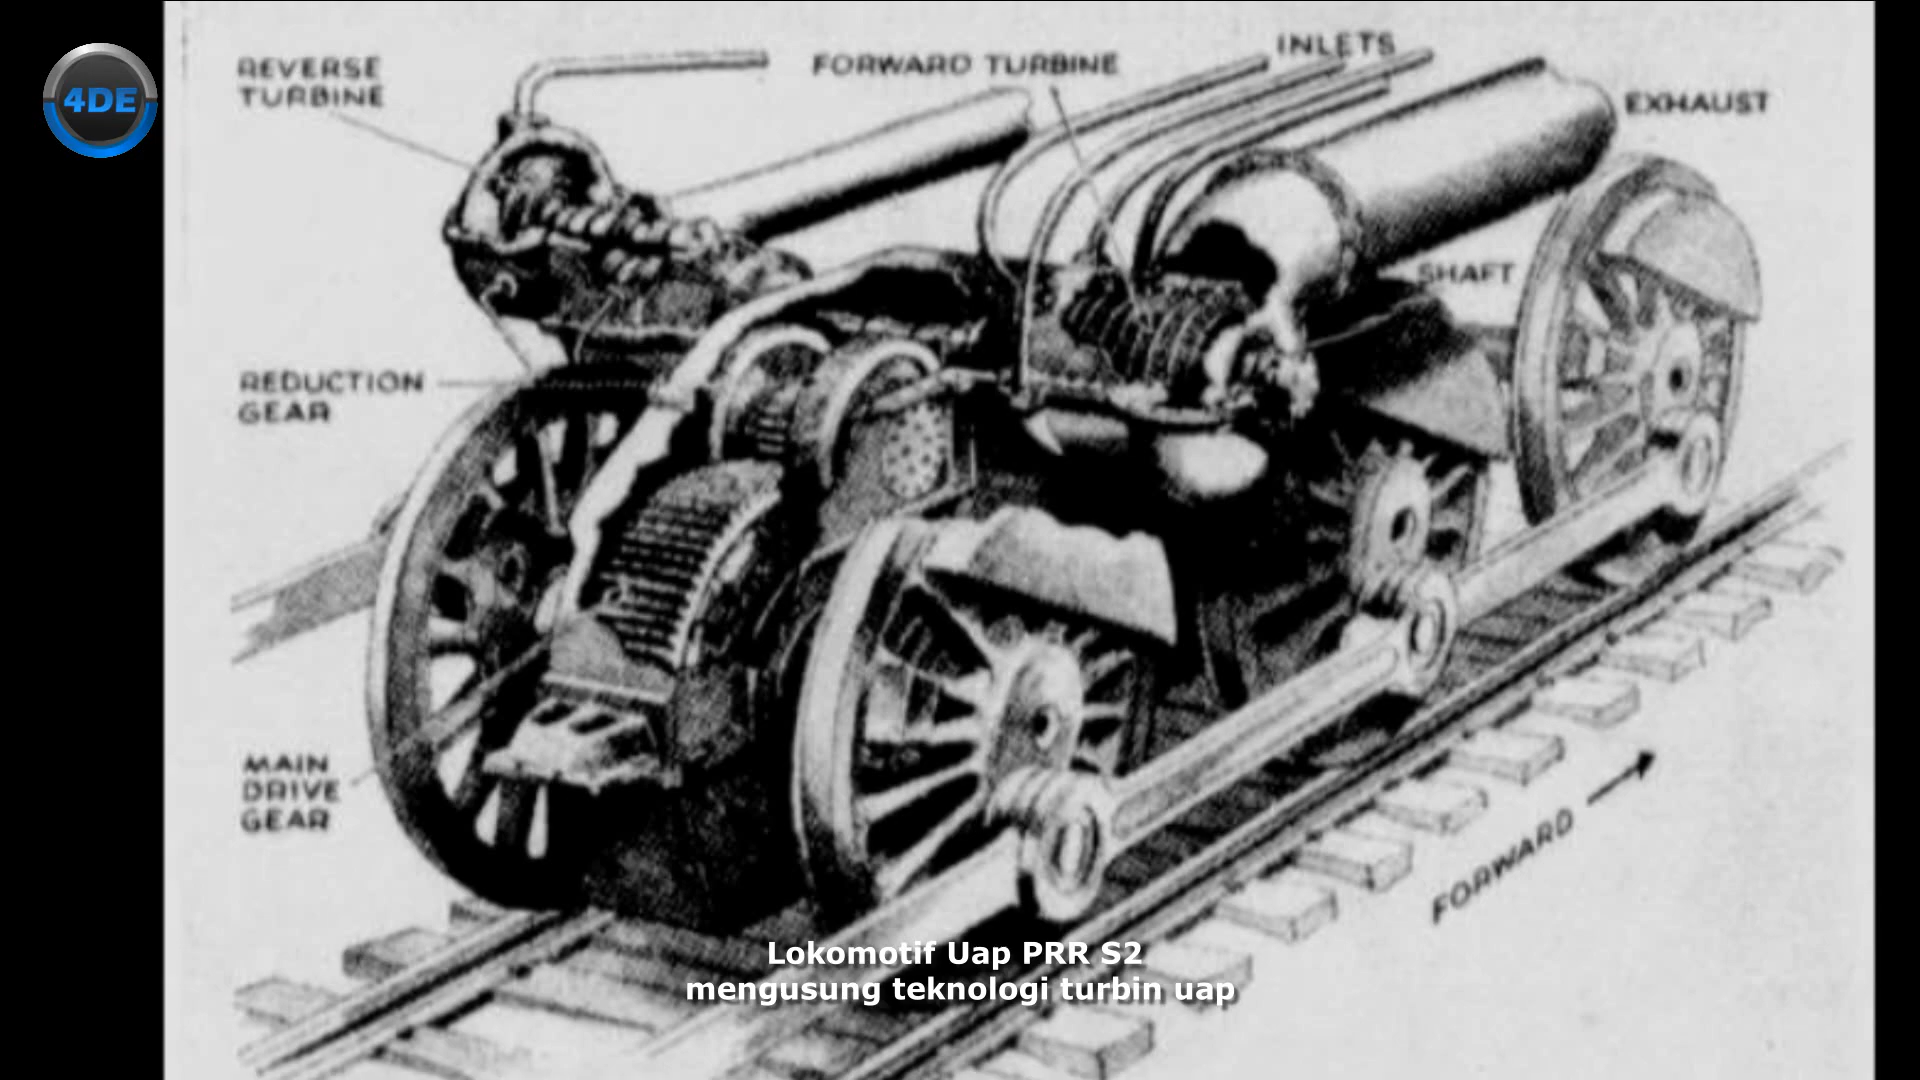 4DE
REVERSE
TURBINE
FORWARD TURBINE
INLETS
EXHAUST
SHAFT
REDUCTION
GEAR
MAIN
DRIVE
GEAR
FORWARD
Lokomotif Uap PRR S2
mengusung teknologi turbin uap